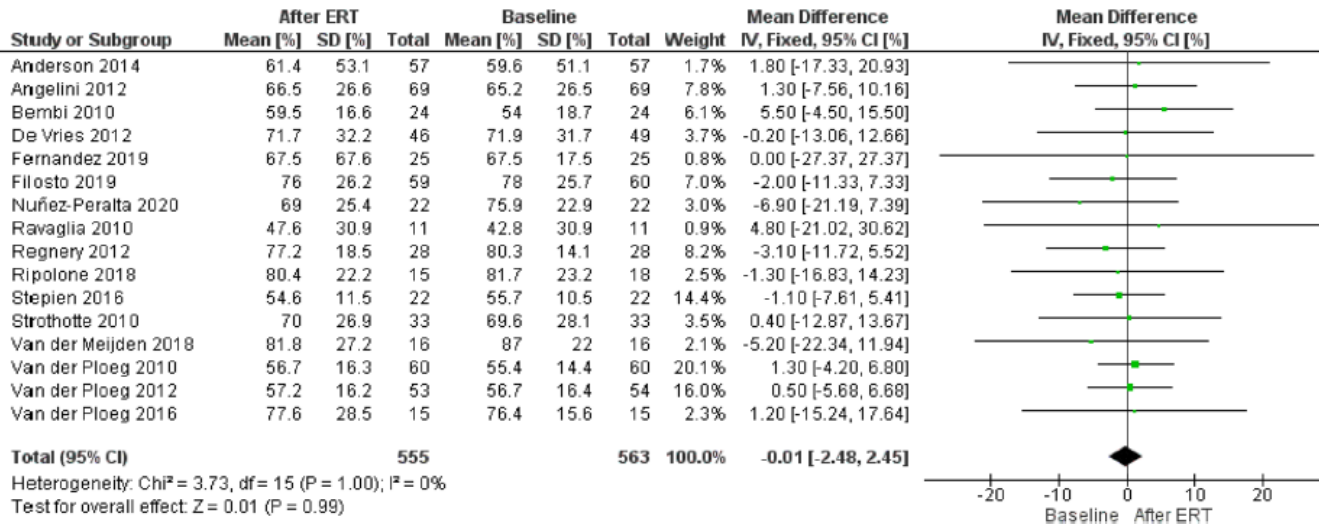 After ERT Baseline Mean Difference Mean Difference
Study or Subgroup Mean [%] SD [%] Total Mean [%] SD [%] Total Weight IV, Fixed, 95% CI [%] IV, Fixed, 95% CI [%]
Anderson 2014 61.4 53.1 57 59.6 51.1 57 1.7% 1.80 [-17.33, 20.93]
Angelini 2012 66.5 26.6 69 65.2 26.5 69 7.8% 1.30 [-7.56, 10.16]
Bembi 2010 59.5 16.6 24 54 18.7 24 6.1% 5.50 [-4.50, 15.50]
De Vries 2012 71.7 32.2 46 71.9 31.7 49 3.7% -0.20 [-13.06, 12.66]
Fernandez 2019 67.5 67.6 25 67.5 17.5 25 0.8% 0.00 [-27.37, 27.37]
Filosto 2019 76 26.2 59 78 25.7 60 7.0% -2.00 [-11.33, 7.33]
Nuñez-Peralta 2020 69 25.4 22 75.9 22.9 22 3.0% -6.90 [-21.19, 7.39]
Ravaglia 2010 47.6 30.9 11 42.8 30.9 11 0.9% 4.80 [-21.02, 30.62]
Regnery 2012 77.2 18.5 28 80.3 14.1 28 8.2% -3.10 [-11.72, 5.52]
Ripolone 2018 80.4 22.2 15 81.7 23.2 18 2.5% -1.30 [-16.83, 14.23]
Stepien 2016 54.6 11.5 22 55.7 10.5 22 14.4% -1.10 [-7.61, 5.41]
Strothotte 2010 70 26.9 33 69.6 28.1 33 3.5% 0.40 [-12.87, 13.67]
Van der Meijden 2018 81.8 27.2 16 87 22 16 2.1% -5.20 [-22.34, 11.94]
Van der Ploeg 2010 56.7 16.3 60 55.4 14.4 60 20.1% 1.30 [-4.20, 6.80]
Van der Ploeg 2012 57.2 16.2 53 56.7 16.4 54 16.0% 0.50 [-5.68, 6.68]
Van der Ploeg 2016 77.6 28.5 15 76.4 15.6 15 2.3% 1.20 [-15.24, 17.64]
Total (95% CI) 555 563 100.0% -0.01 [-2.48, 2.45]
Heterogeneity: Chi² = 3.73, df = 15 (P = 1.00); I² = 0%
Test for overall effect: Z = 0.01 (P = 0.99)
-20 -10 0 10 20
Baseline After ERT